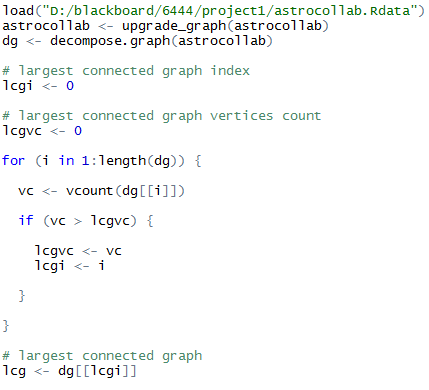 load("D:/blackboard/6444/project1/astrocollab.Rdata")
astrocollab <- upgrade_graph(astrocollab)
dg <- decompose.graph(astrocollab)
# largest connected graph index
lcgi <- 0
# largest connected graph vertices count
lcgvc <- 0
for (i in 1:length(dg)) {
  vc <- vcount(dg[[i]])
  if (vc > lcgvc) {
    lcgvc <- vc
    lcgi <- i
  }
}
# largest connected graph
lcg <- dg[[lcgi]]